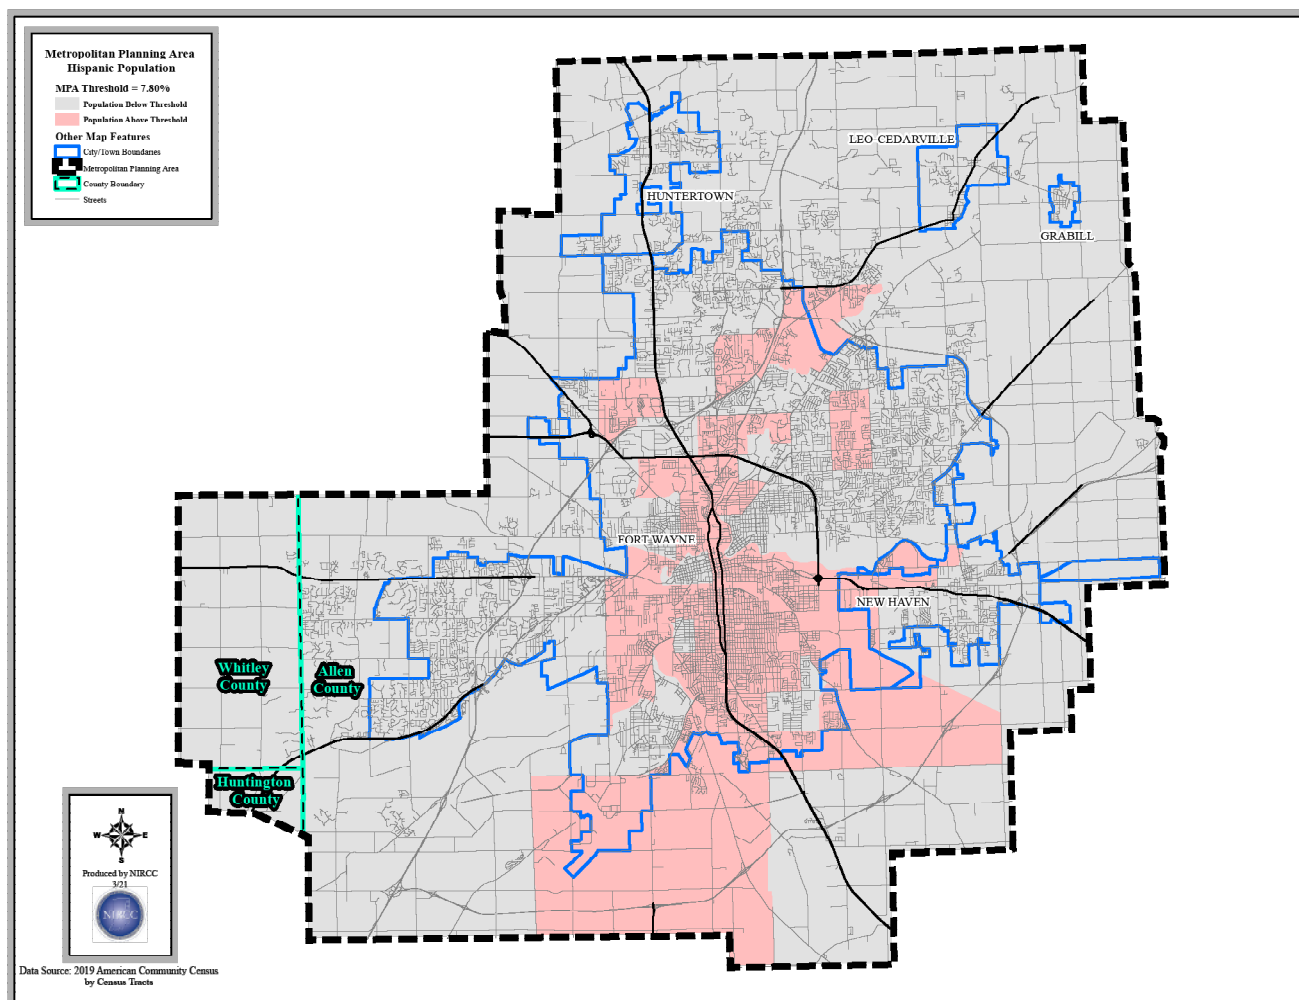 Metropolitan Planning Area
Hispanic Population
MPA Threshold = 7.80%
Population Below Threshold
Population Above Threshold
Other Map Features
City/Town Boundaries
Metropolitan Planning Area
County Boundary
Streets
LEO-CEDARVILLE
HUNTERTOWN
GRABILL
FORT WAYNE
NEW HAVEN
Whitley
County
Allen
County
Huntington
County
N
W E
S
Produced by NIRCC
3/21
NIRCC
Data Source: 2019 American Community Census
by Census Tracts